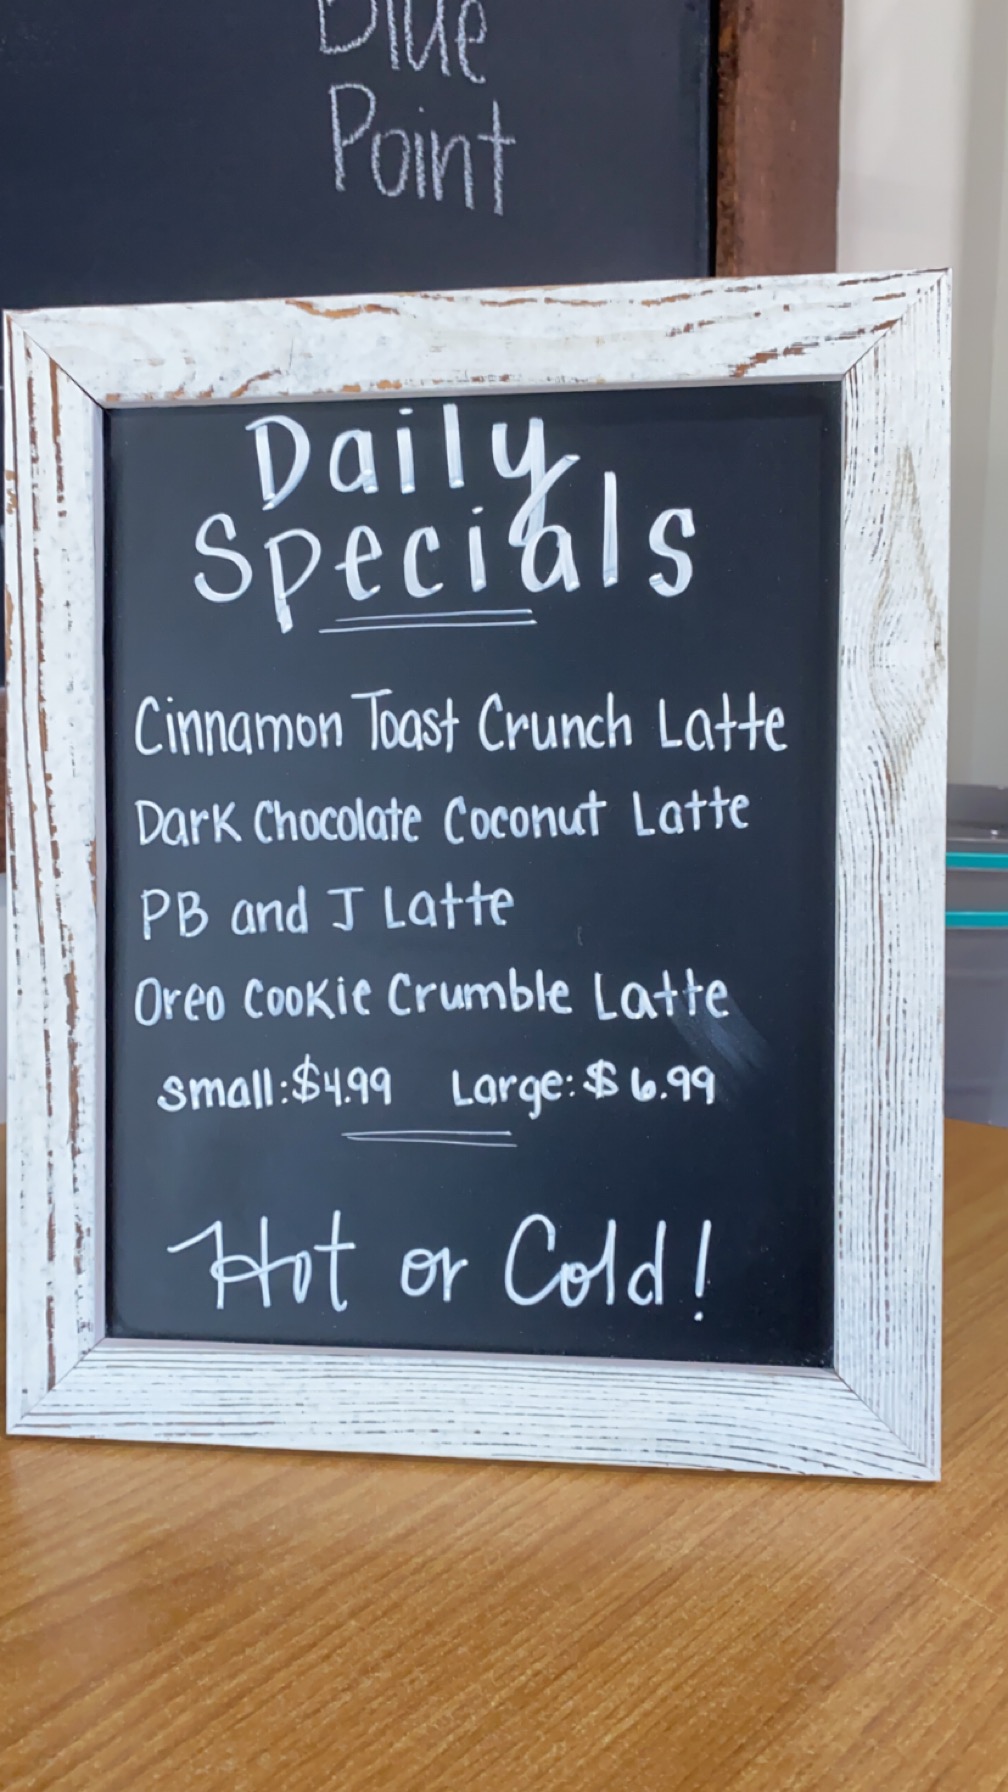 Blue
Point
Daily
Specials
Cinnamon Toast Crunch Latte
Dark Chocolate Coconut Latte
PB and J Latte
Oreo Cookie Crumble Latte
small:$4.99 Large:$6.99
Hot or Cold!